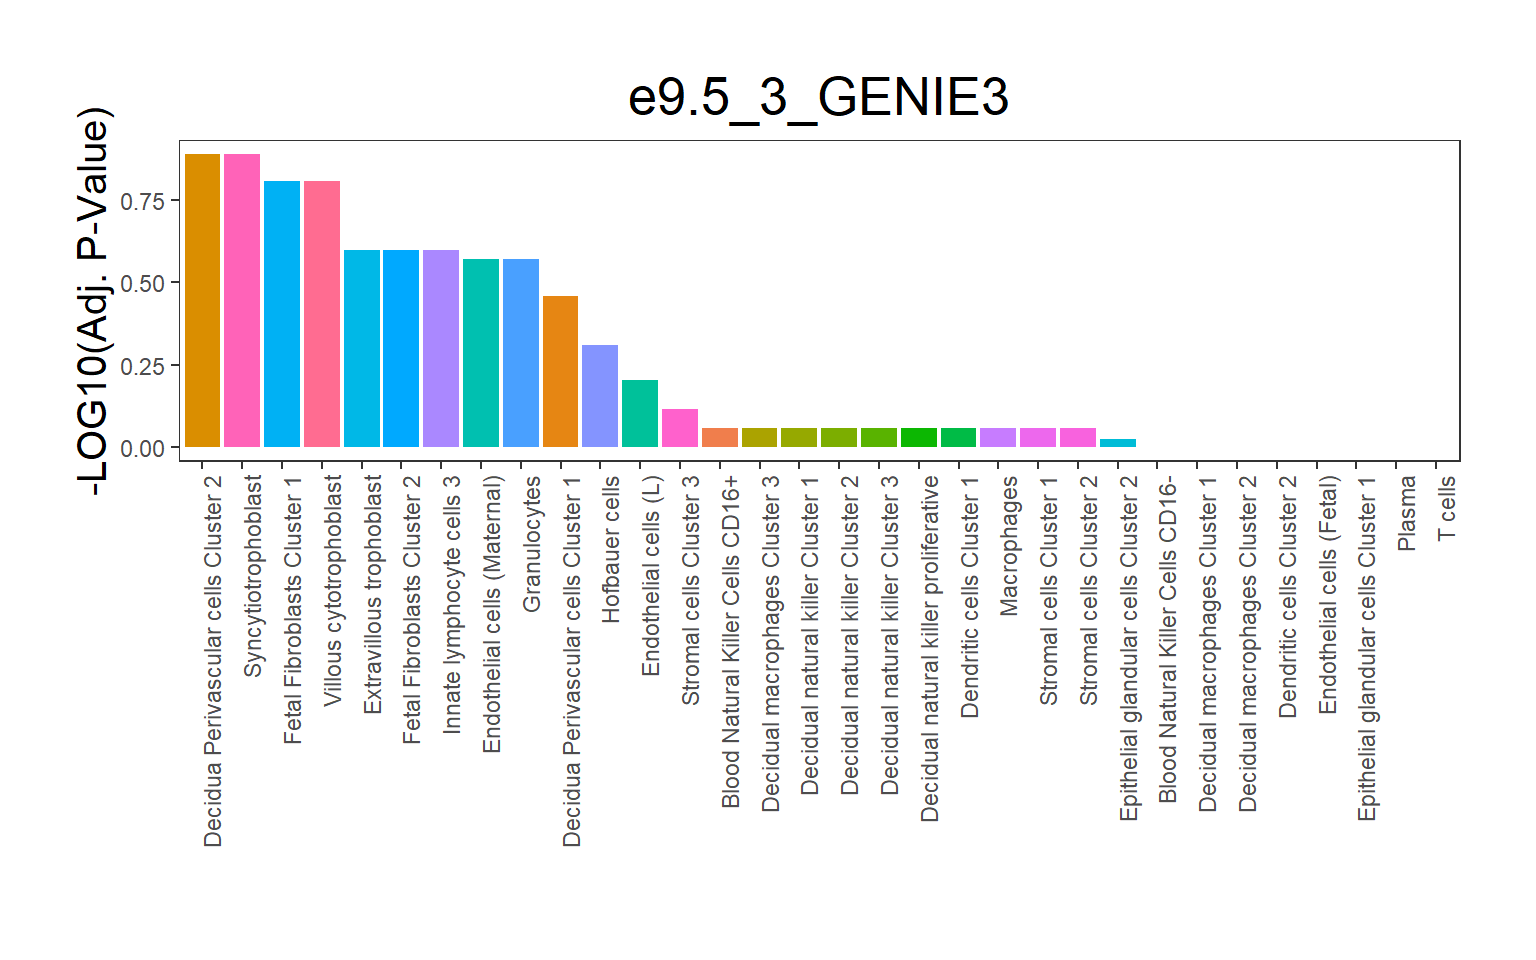 e9.5_3_GENIE3
-LOG10(Adj. P-Value)
0.75
0.50
0.25
0.00
Decidua Perivascular cells Cluster 2
Syncytiotrophoblast
Fetal Fibroblasts Cluster 1
Villous cytotrophoblast
Extravillous trophoblast
Fetal Fibroblasts Cluster 2
Innate lymphocyte cells 3
Endothelial cells (Maternal)
Granulocytes
Decidua Perivascular cells Cluster 1
Hofbauer cells
Endothelial cells (L)
Stromal cells Cluster 3
Blood Natural Killer Cells CD16+
Decidual macrophages Cluster 3
Decidual natural killer Cluster 1
Decidual natural killer Cluster 2
Decidual natural killer Cluster 3
Decidual natural killer proliferative
Dendritic cells Cluster 1
Macrophages
Stromal cells Cluster 1
Stromal cells Cluster 2
Epithelial glandular cells Cluster 2
Blood Natural Killer Cells CD16-
Decidual macrophages Cluster 1
Decidual macrophages Cluster 2
Dendritic cells Cluster 2
Endothelial cells (Fetal)
Epithelial glandular cells Cluster 1
Plasma
T cells